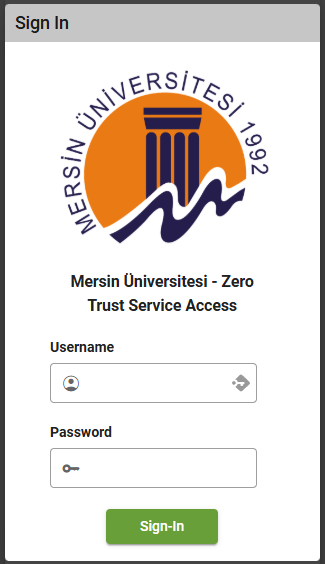 Sign In
MERSİN ÜNİVERSİTESİ 1992
Mersin Üniversitesi - Zero
Trust Service Access
Username
Password
Sign-In